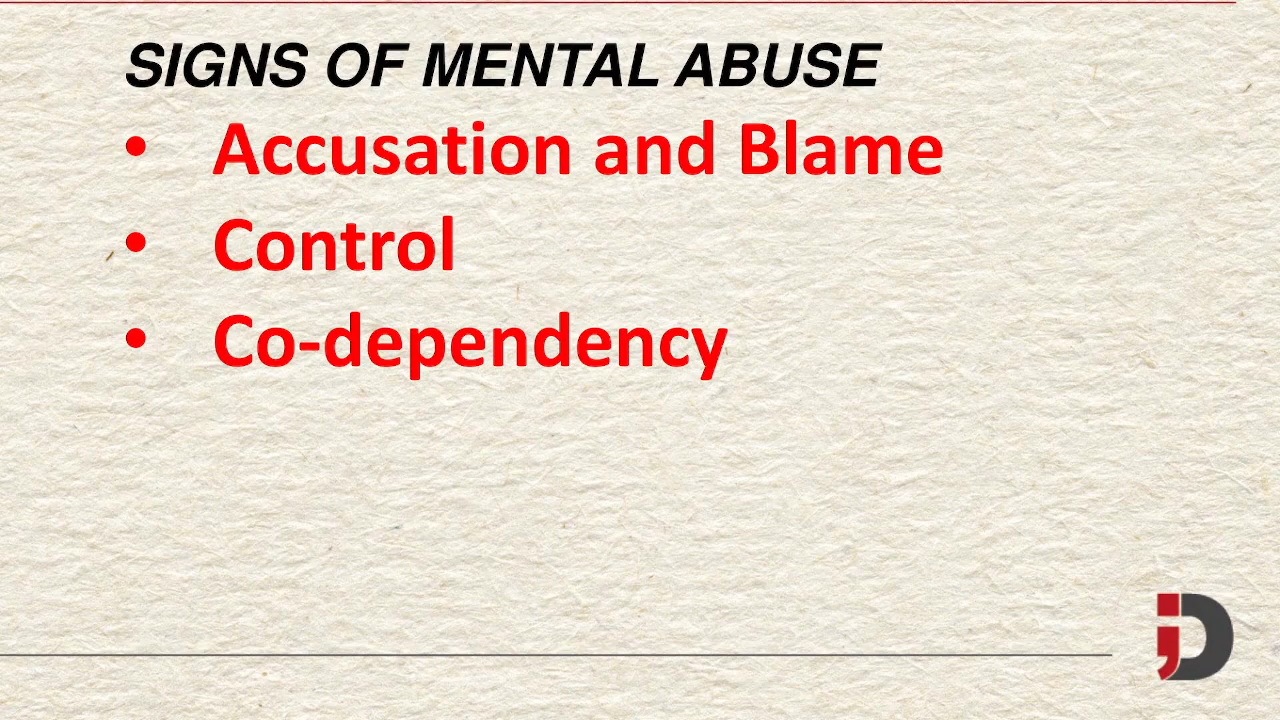 SIGNS OF MENTAL ABUSE
• Accusation and Blame
• Control
• Co-dependency